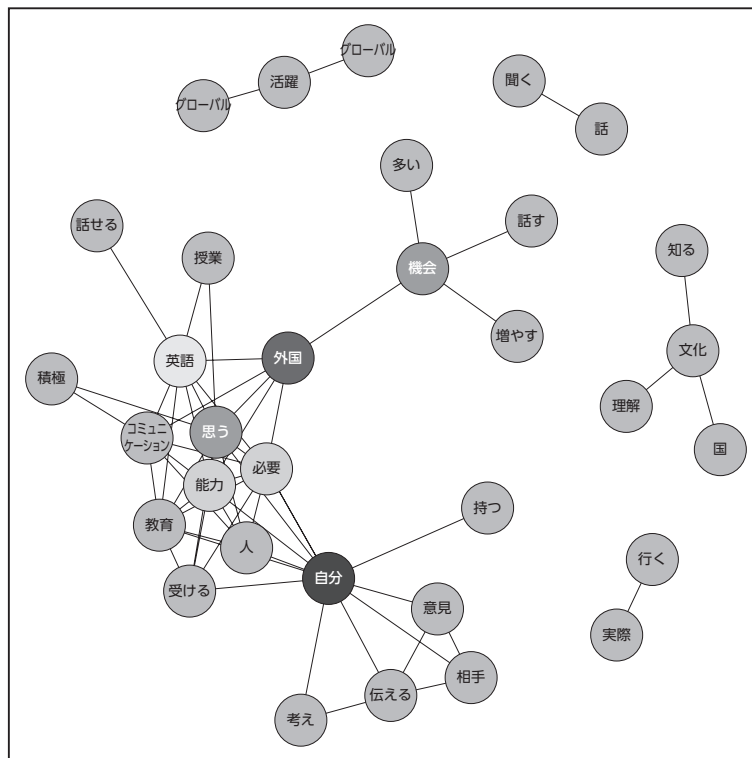 グローバル
活躍
グローバル
聞く
話
多い
話せる
話す
授業
機会
知る
増やす
英語
外国
文化
積極
理解
コミュニ
ケーション
思う
国
必要
能力
持つ
教育
人
行く
自分
受ける
意見
実際
相手
伝える
考え